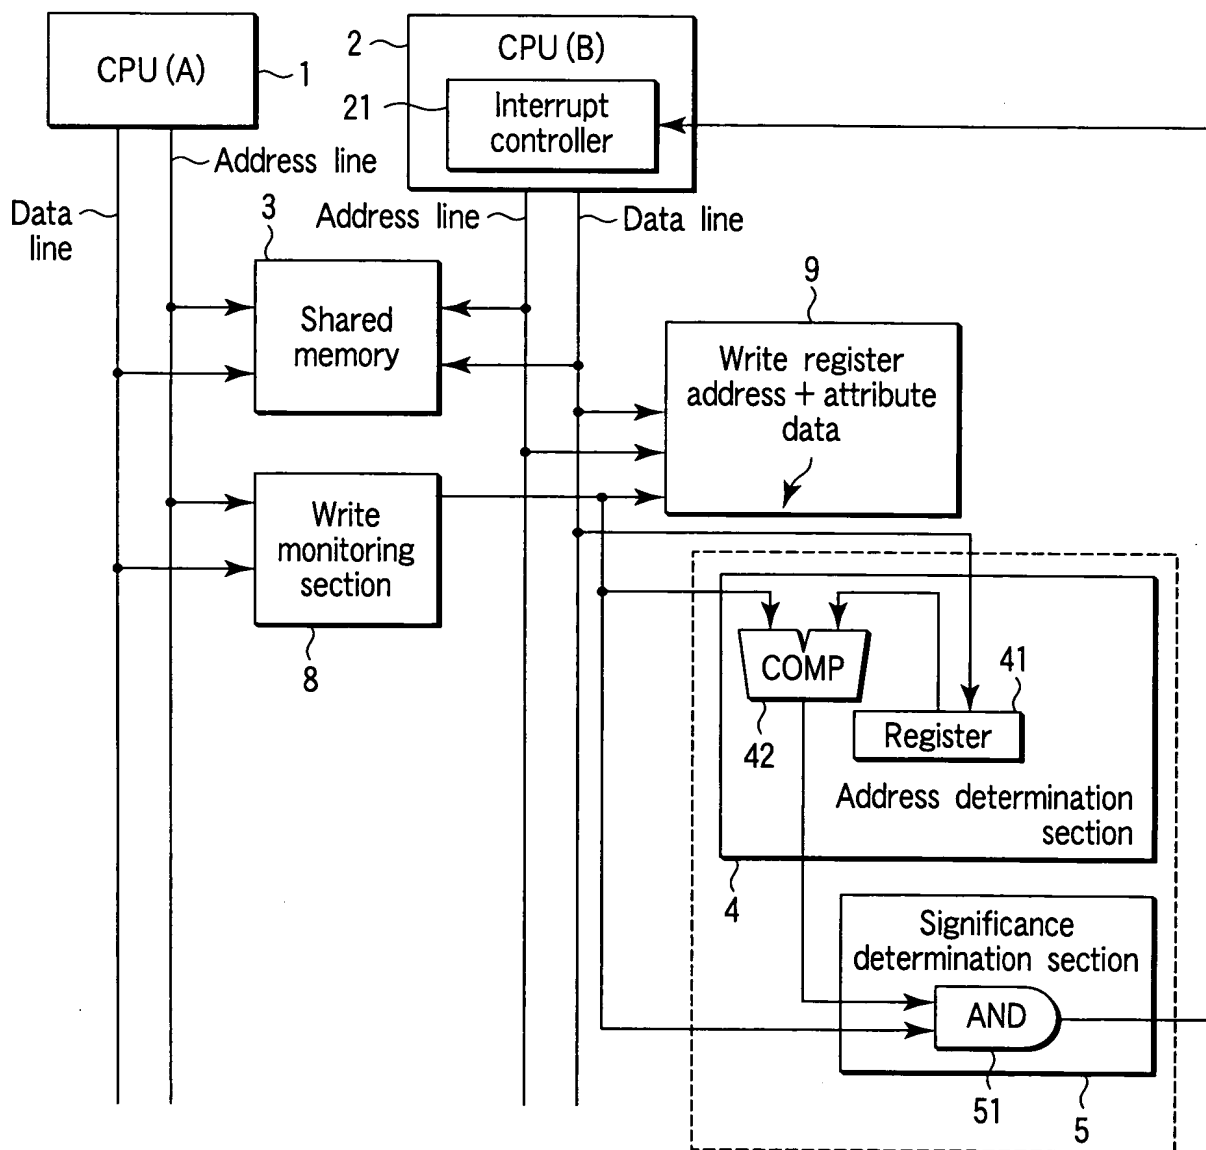 CPU(A)
1
2
CPU(B)
21
Interrupt
controller
Address line
Data
line
3
Address line
Data line
Shared
memory
9
Write register
address + attribute
data
Write
monitoring
section
8
COMP
42
41
Register
Address determination
section
4
Significance
determination section
AND
51
5